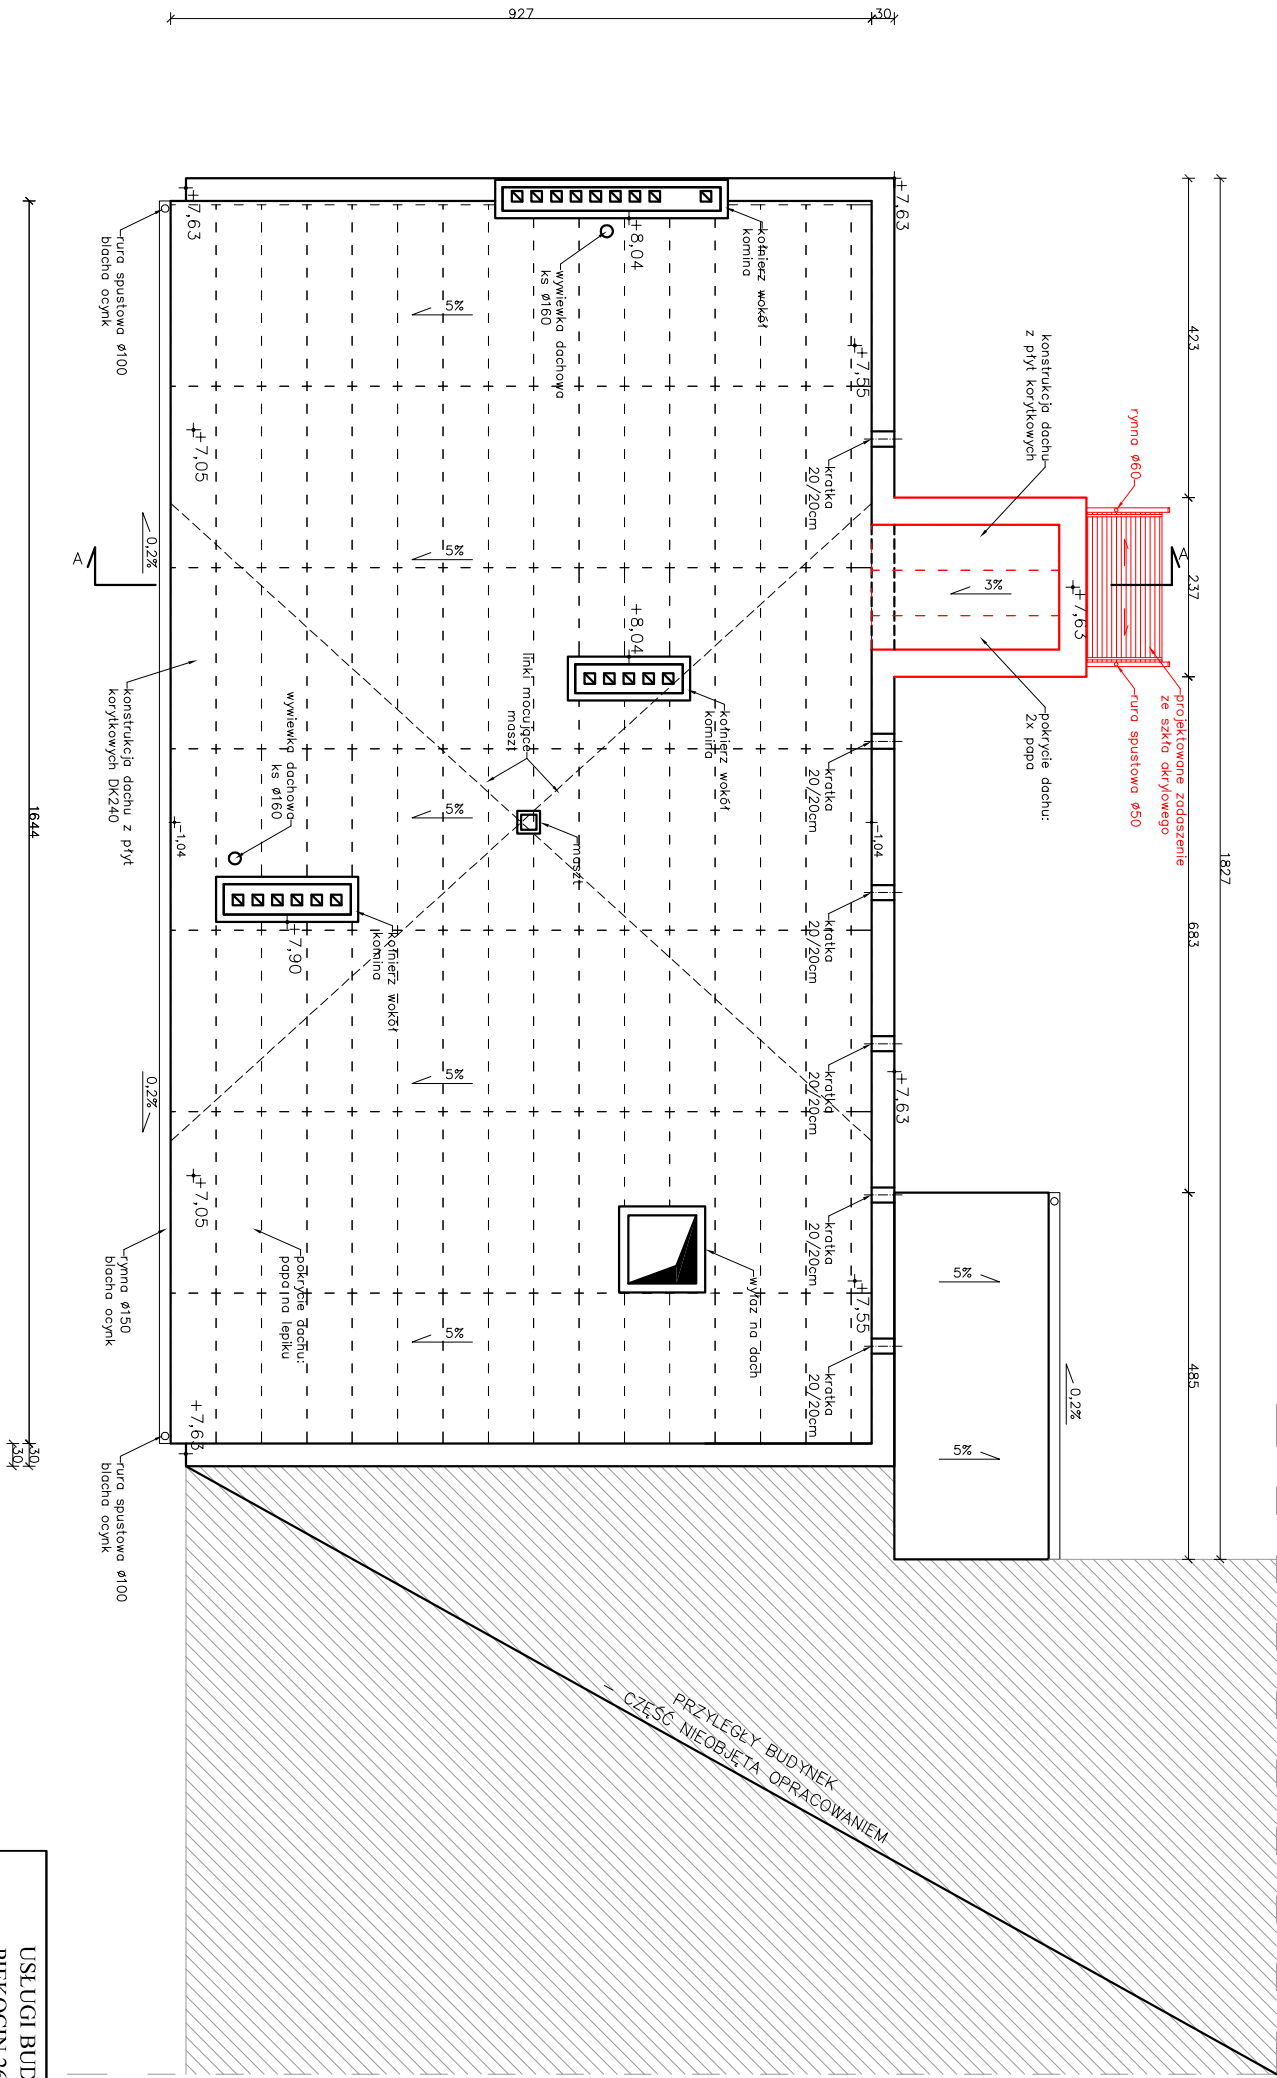 927
30
+7,63
+7,63
423
237
683
485
1827
1644
30
30
rura spustowa ø100
blacha ocynk
+8,04
kołnierz wokół
komina
wywiewka dachowa
ks ø160
5%
+7,55
+7,05
konstrukcja dachu
z płyt korytkowych
rynna ø60
kratka
20/20cm
0,2%
A
A
5%
3%
+7,63
projektowane zadaszenie
ze szkła akrylowego
rura spustowa ø50
pokrycie dachu:
2x papa
+8,04
kołnierz wokół
komina
linki mocujące
maszt
konstrukcja dachu z płyt
korytkowych DK240
wywiewka dachowa
ks ø160
kratka
20/20cm
5%
maszt
-1,04
-1,04
+7,90
kołnierz wokół
komina
kratka
20/20cm
5%
kratka
20/20cm
+7,63
0,2%
+7,05
rynna ø150
blacha ocynk
pokrycie dachu:
papa na lepiku
kratka
20/20cm
+7,55
wyłaz na dach
5%
kratka
20/20cm
5%
5%
0,2%
+7,63
rura spustowa ø100
blacha ocynk
PRZYLEGŁY BUDYNEK
- CZĘŚĆ NIEOBJĘTA OPRACOWANIEM
USŁUGI BUD